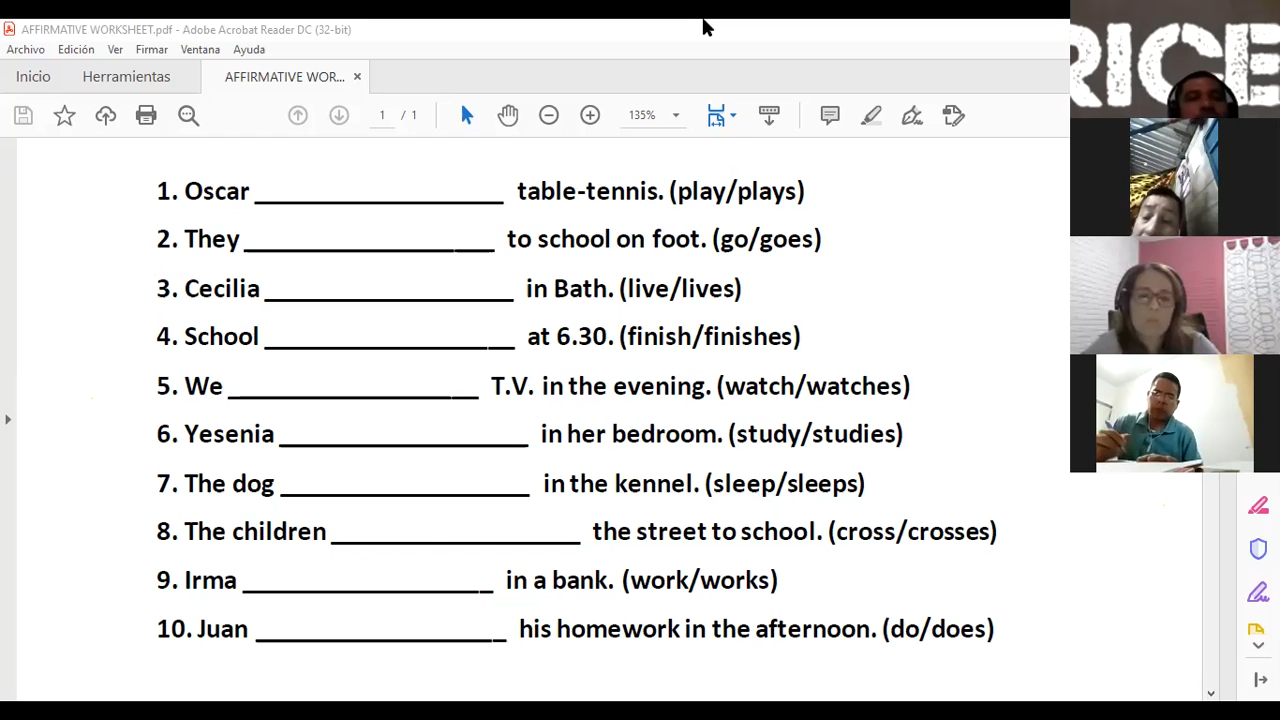 AFFIRMATIVE WORKSHEET.pdf - Adobe Acrobat Reader DC (32-bit)
Archivo Edición Ver Firmar Ventana Ayuda
Inicio Herramientas AFFIRMATIVE WOR... ×
1 / 1 135%
1. Oscar ____________________ table-tennis. (play/plays)
2. They ____________________ to school on foot. (go/goes)
3. Cecilia ____________________ in Bath. (live/lives)
4. School ____________________ at 6.30. (finish/finishes)
5. We ____________________ T.V. in the evening. (watch/watches)
6. Yesenia ____________________ in her bedroom. (study/studies)
7. The dog ____________________ in the kennel. (sleep/sleeps)
8. The children ____________________ the street to school. (cross/crosses)
9. Irma ____________________ in a bank. (work/works)
10. Juan ____________________ his homework in the afternoon. (do/does)
RICE